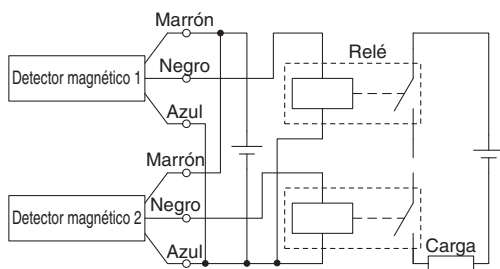 Marrón
Detector magnético 1
Negro
Azul
Relé
Marrón
Detector magnético 2
Negro
Azul
Carga